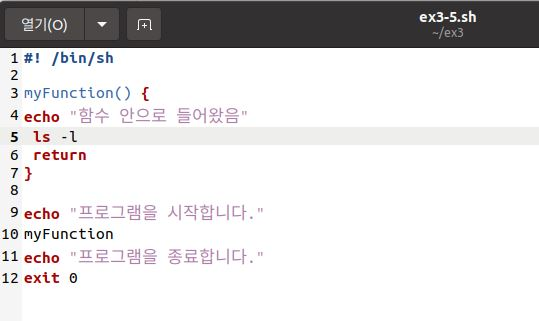 열기(O)
ex3-5.sh
~/ex3
1 #! /bin/sh
2
3 myFunction() {
4 echo "함수 안으로 들어왔음"
5  ls -l
6  return
7 }
8
9 echo "프로그램을 시작합니다."
10 myFunction
11 echo "프로그램을 종료합니다."
12 exit 0